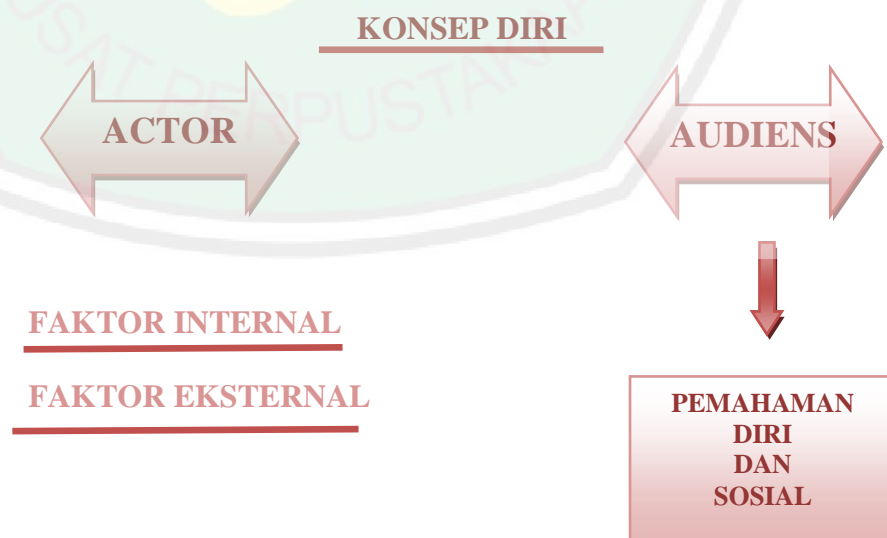 KONSEP DIRI
ACTOR
AUDIENS
FAKTOR INTERNAL
FAKTOR EKSTERNAL
PEMAHAMAN
DIRI
DAN
SOSIAL